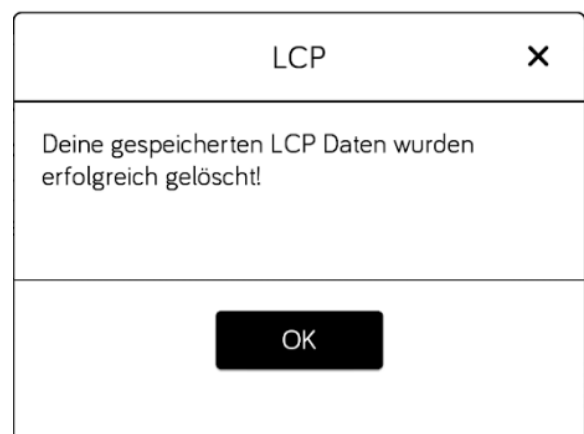 LCP
Deine gespeicherten LCP Daten wurden
erfolgreich gelöscht!
OK